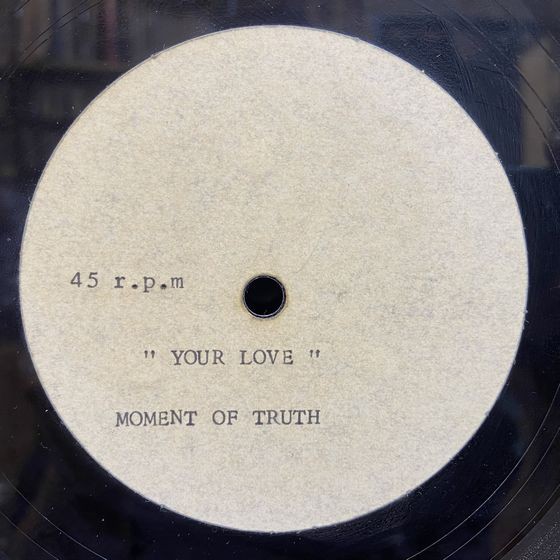 45 r.p.m
" YOUR LOVE "
MOMENT OF TRUTH